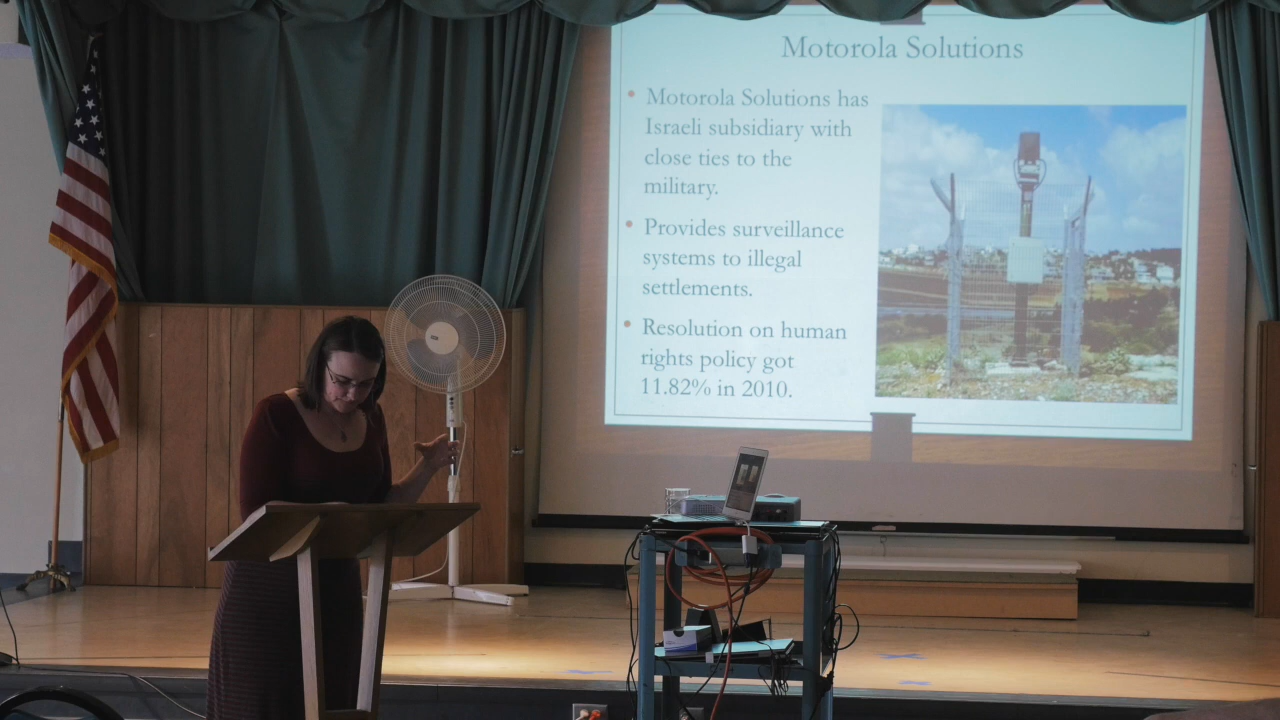 Motorola Solutions
• Motorola Solutions has
Israeli subsidiary with
close ties to the
military.
• Provides surveillance
systems to illegal
settlements.
• Resolution on human
rights policy got
11.82% in 2010.